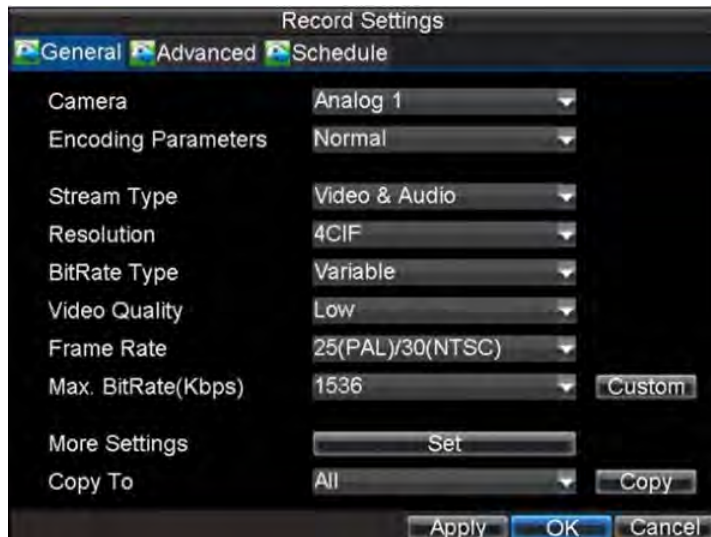 Record Settings
General Advanced Schedule
Camera Analog 1
Encoding Parameters Normal
Stream Type Video & Audio
Resolution 4CIF
BitRate Type Variable
Video Quality Low
Frame Rate 25(PAL)/30(NTSC)
Max. BitRate(Kbps) 1536 Custom
More Settings Set
Copy To All Copy
Apply OK Cancel